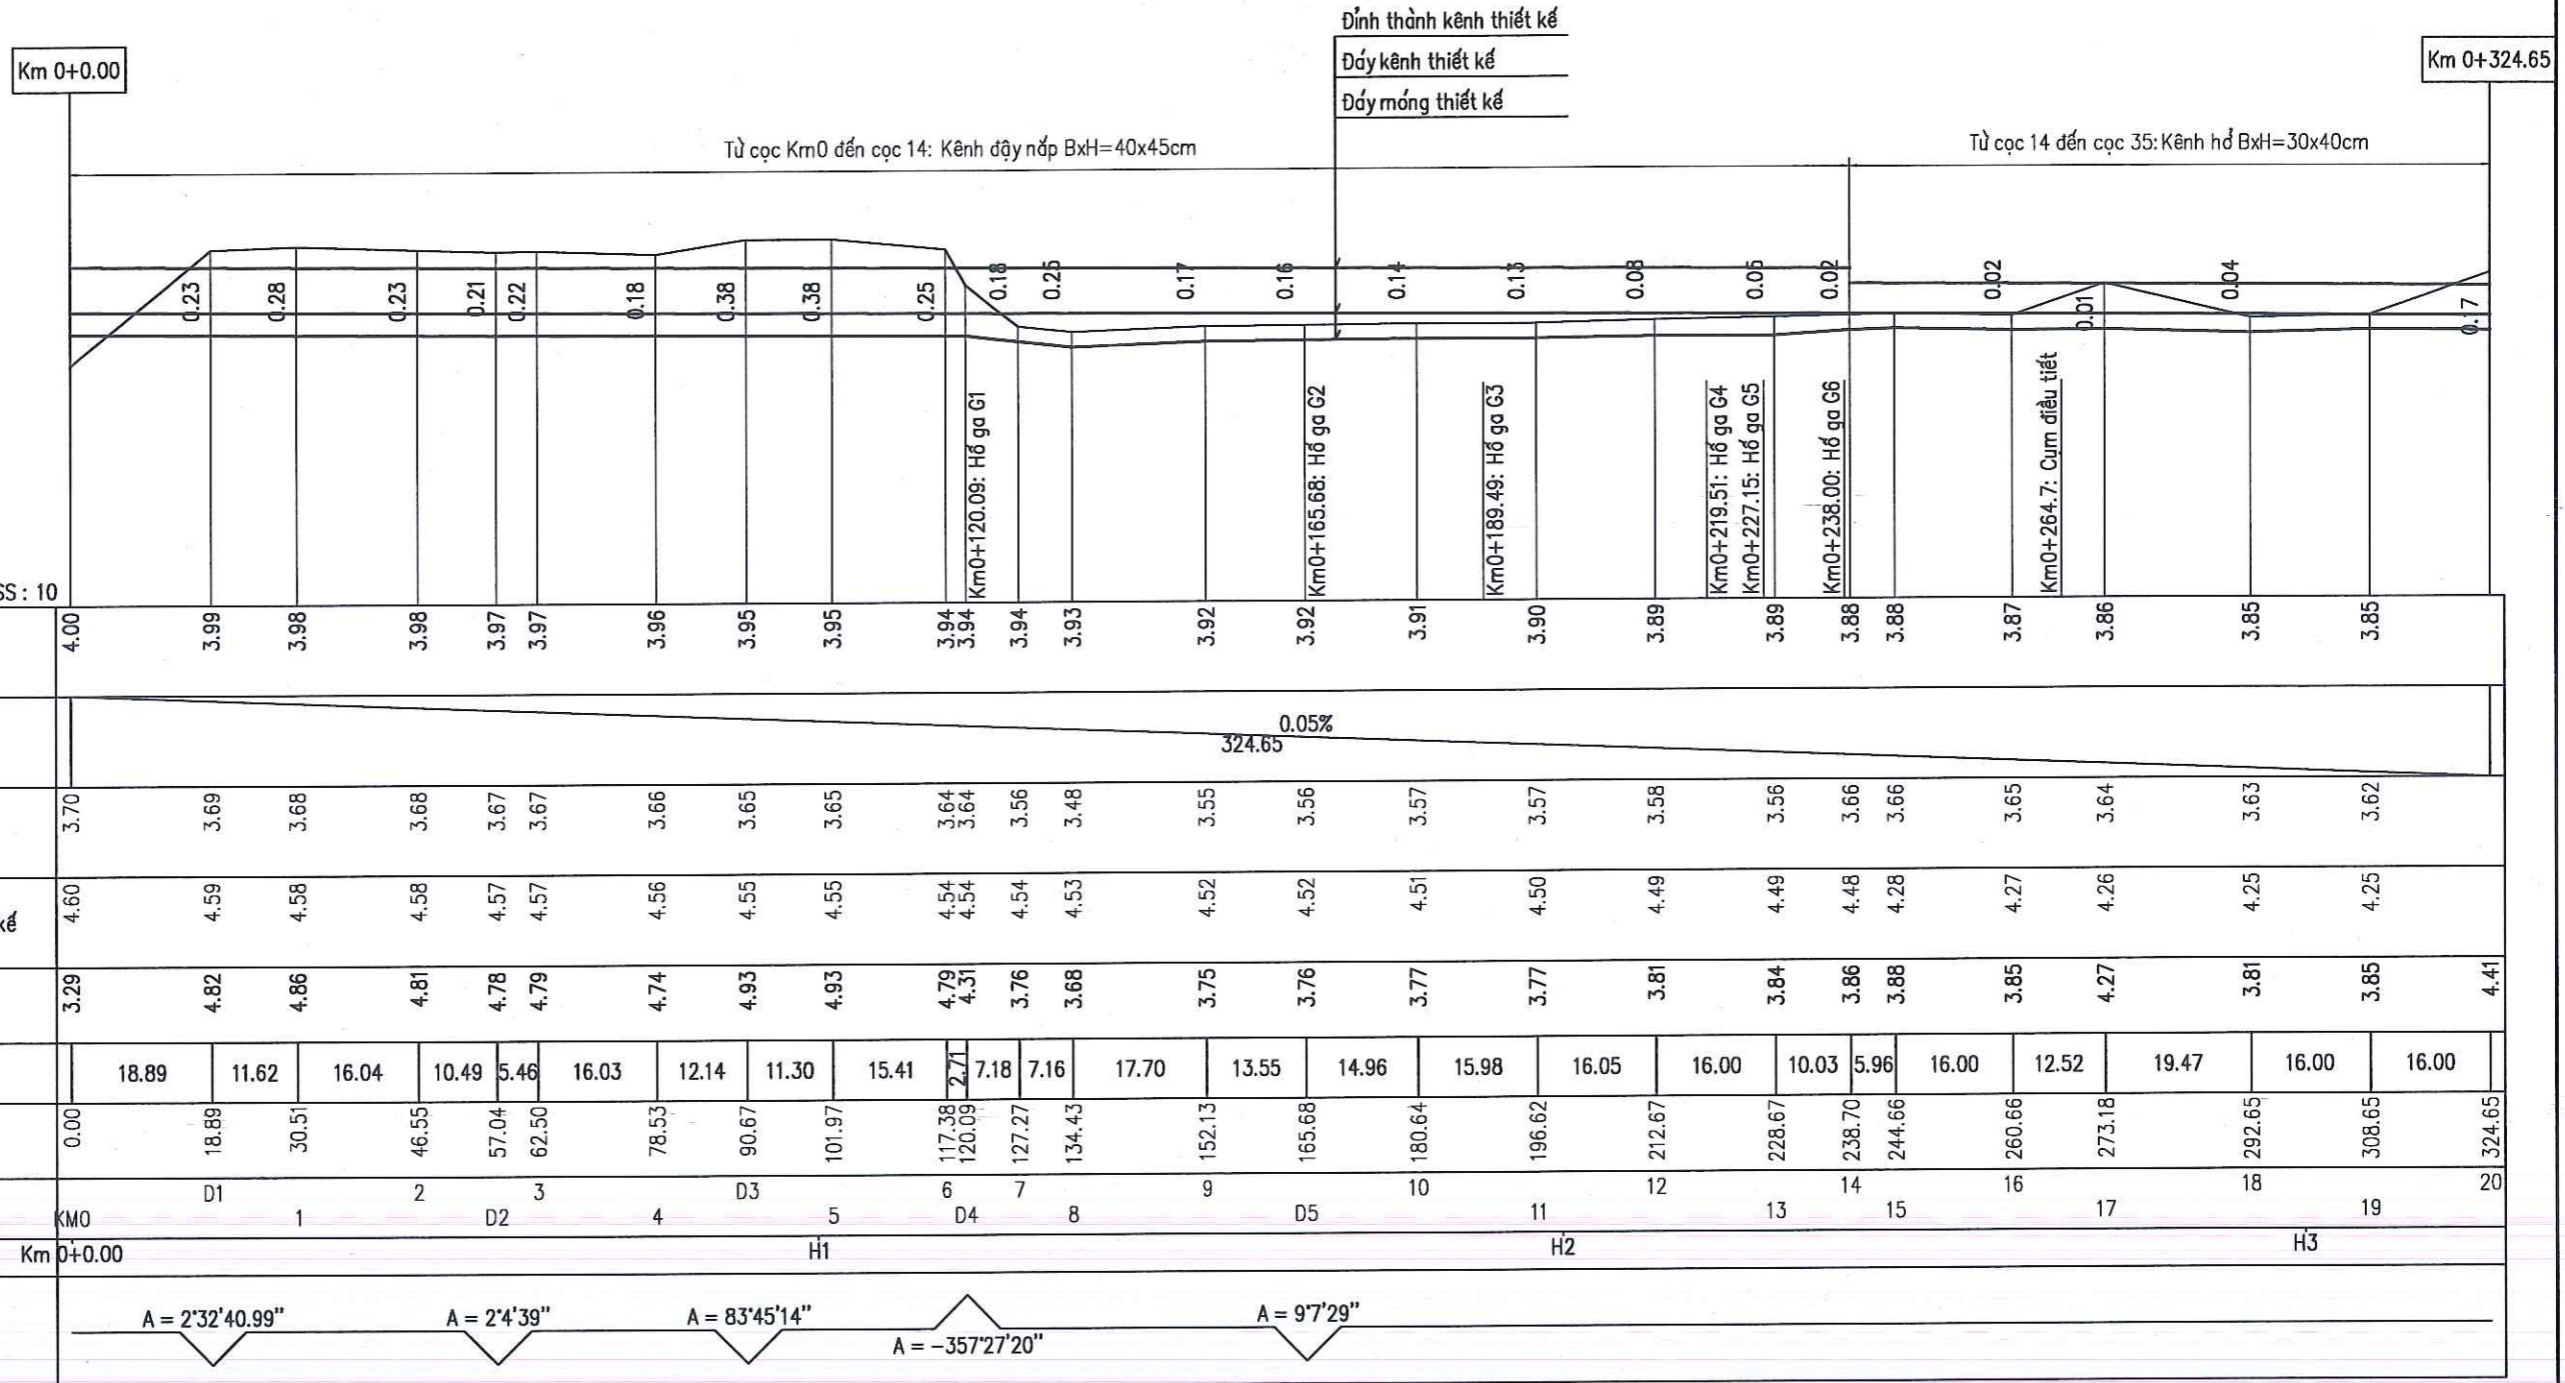 Đỉnh thành kênh thiết kế
Km 0+0.00
Đáy kênh thiết kế
Km 0+324.65
Đáy móng thiết kế
Từ cọc Km0 đến cọc 14: Kênh đậy nắp BxH=40x45cm
Từ cọc 14 đến cọc 35: Kênh hở BxH=30x40cm
0.23 0.28 0.23 0.21 0.22 0.18 0.38 0.38 0.25 0.18 0.25 0.17 0.16 0.14 0.13 0.08 0.05 0.02 0.02 0.01 0.04 0.17
Km0+120.09: Hố ga G1
Km0+165.68: Hố ga G2
Km0+189.49: Hố ga G3
Km0+219.51: Hố ga G4
Km0+227.15: Hố ga G5
Km0+238.00: Hố ga G6
Km0+264.7: Cụm điều tiết
SS : 10
4.00 3.99 3.98 3.98 3.97 3.97 3.96 3.95 3.95 3.94 3.94 3.94 3.93 3.92 3.92 3.91 3.90 3.89 3.89 3.88 3.88 3.87 3.86 3.85 3.85
0.05%
324.65
3.70 3.69 3.68 3.68 3.67 3.67 3.66 3.65 3.65 3.64 3.64 3.56 3.48 3.55 3.56 3.57 3.57 3.58 3.56 3.66 3.66 3.65 3.64 3.63 3.62
kế
4.60 4.59 4.58 4.58 4.57 4.57 4.56 4.55 4.55 4.54 4.54 4.54 4.53 4.52 4.52 4.51 4.50 4.49 4.49 4.48 4.28 4.27 4.26 4.25 4.25
3.29 4.82 4.86 4.81 4.78 4.79 4.74 4.93 4.93 4.79 4.31 3.76 3.68 3.75 3.76 3.77 3.77 3.81 3.84 3.86 3.88 3.85 4.27 3.81 3.85 4.41
18.89 11.62 16.04 10.49 5.46 16.03 12.14 11.30 15.41 2.71 7.18 7.16 17.70 13.55 14.96 15.98 16.05 16.00 10.03 5.96 16.00 12.52 19.47 16.00 16.00
0.00 18.89 30.51 46.55 57.04 62.50 78.53 90.67 101.97 117.38 120.09 127.27 134.43 152.13 165.68 180.64 196.62 212.67 228.67 238.70 244.66 260.66 273.18 292.65 308.65 324.65
D1 2 3 D3 6 7 9 10 12 14 16 18 20
KM0 1 D2 4 5 D4 8 D5 11 13 15 17 19
Km 0+0.00 H1 H2 H3
A = 2°32'40.99" A = 2°4'39" A = 83°45'14" A = 9°7'29"
A = -357°27'20"